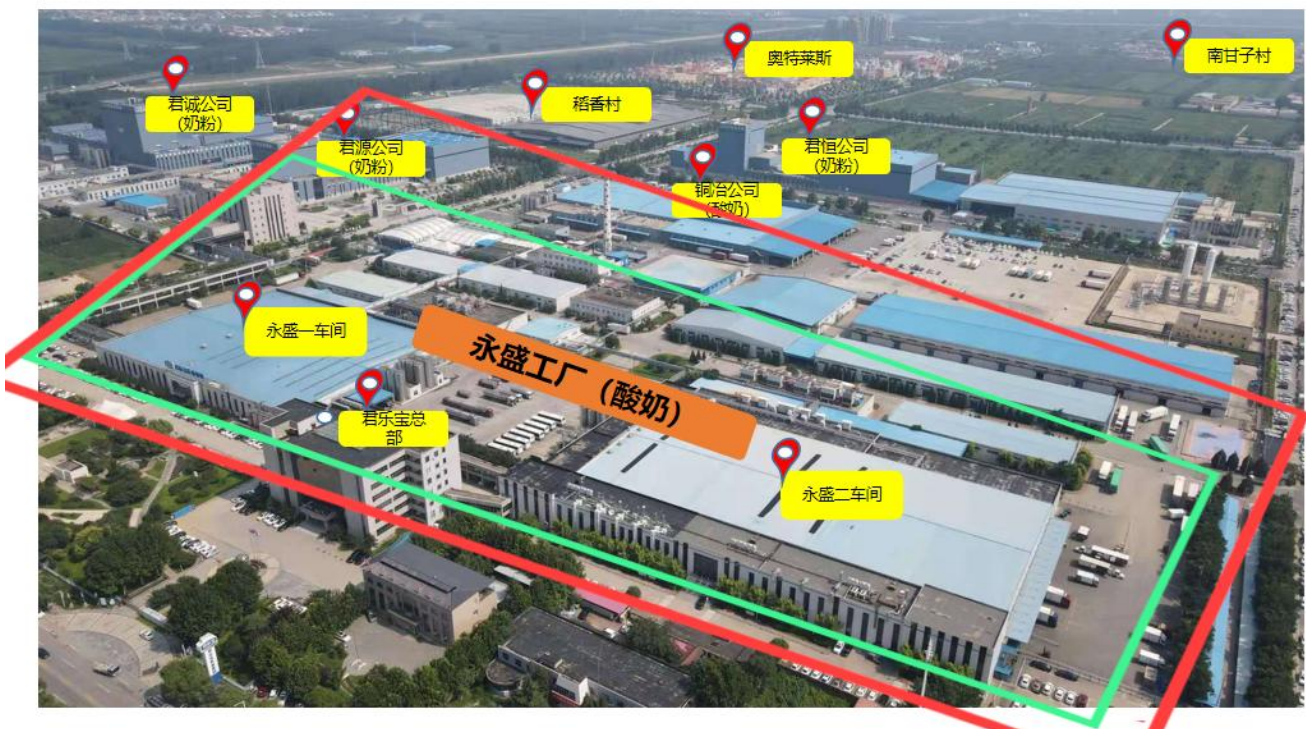 奥特莱斯
南甘子村
君诚公司
(奶粉)
稻香村
君源公司
(奶粉)
君恒公司
(奶粉)
铜冶公司
(酸奶)
永盛一车间
永盛工厂（酸奶）
君乐宝总
部
永盛二车间